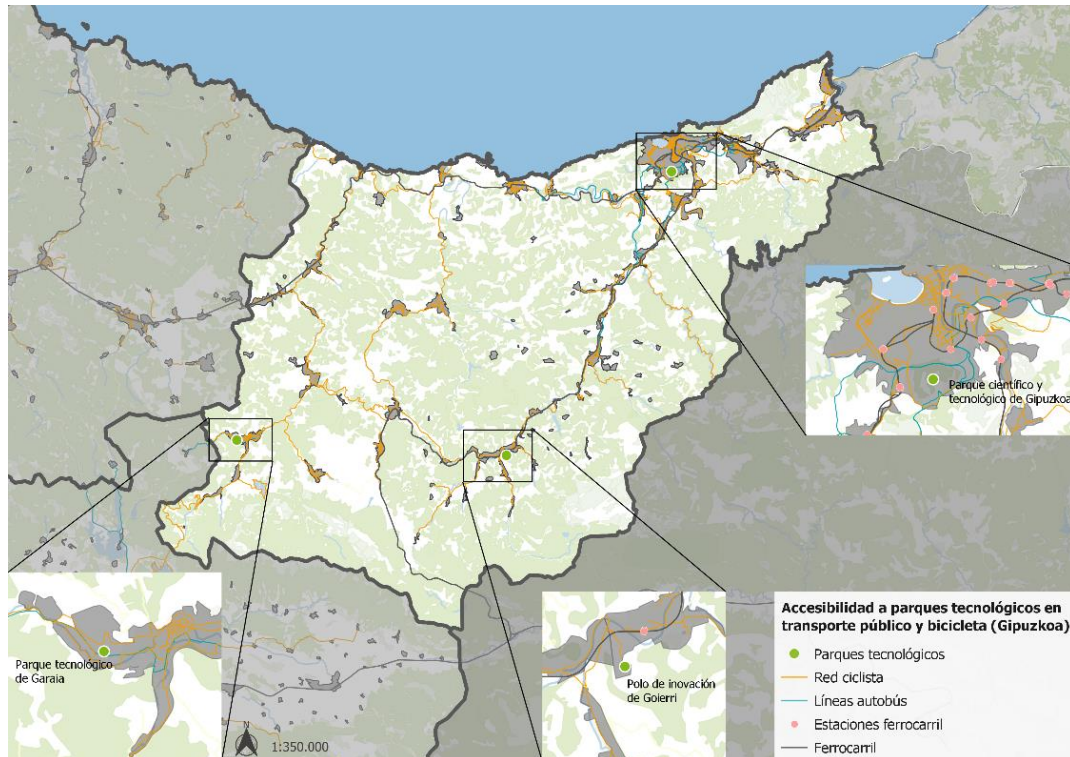 Parque científico y
tecnológico de Gipuzkoa
Parque tecnológico
de Garaia
Polo de inovación
de Goierri
N
1:350.000
Accesibilidad a parques tecnológicos en
transporte público y bicicleta (Gipuzkoa)
Parques tecnológicos
Red ciclista
Líneas autobús
Estaciones ferrocarril
Ferrocarril